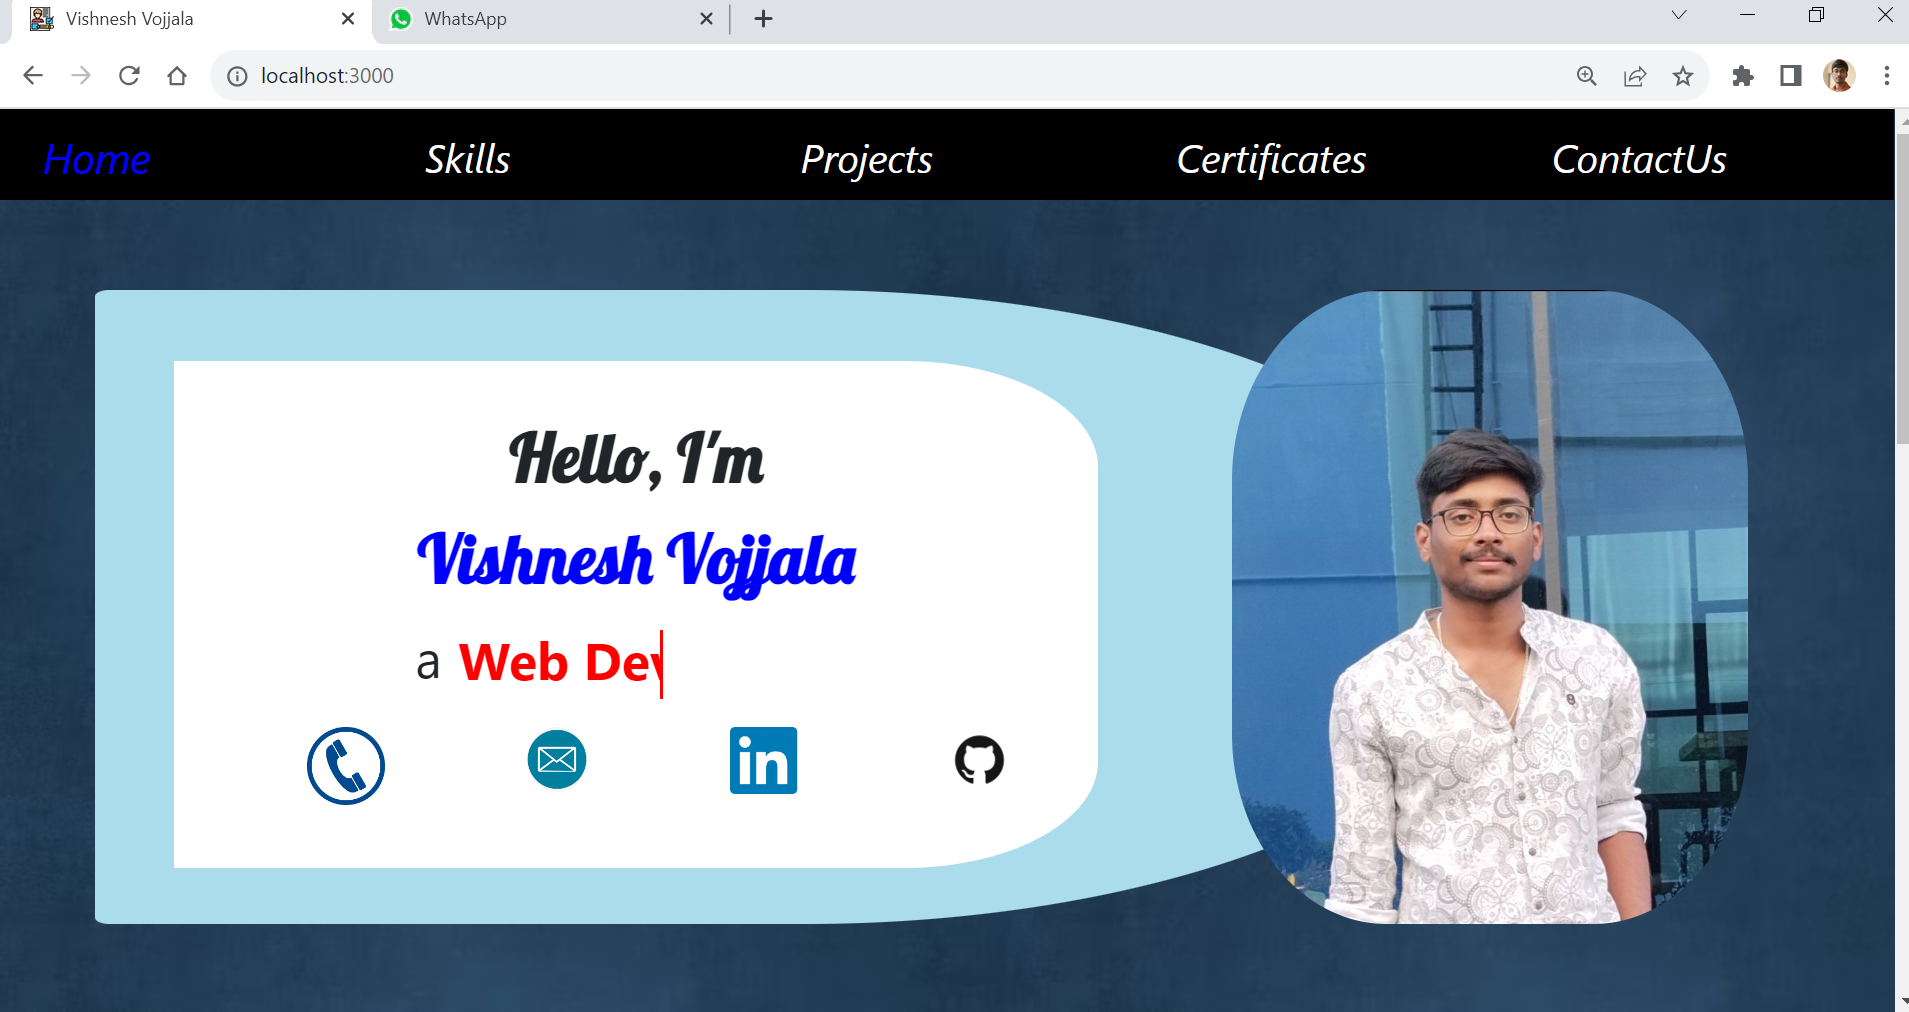 Vishnesh Vojjala
WhatsApp
localhost:3000
Home Skills Projects Certificates ContactUs
Hello, I'm
Vishnesh Vojjala
a Web Dev
in